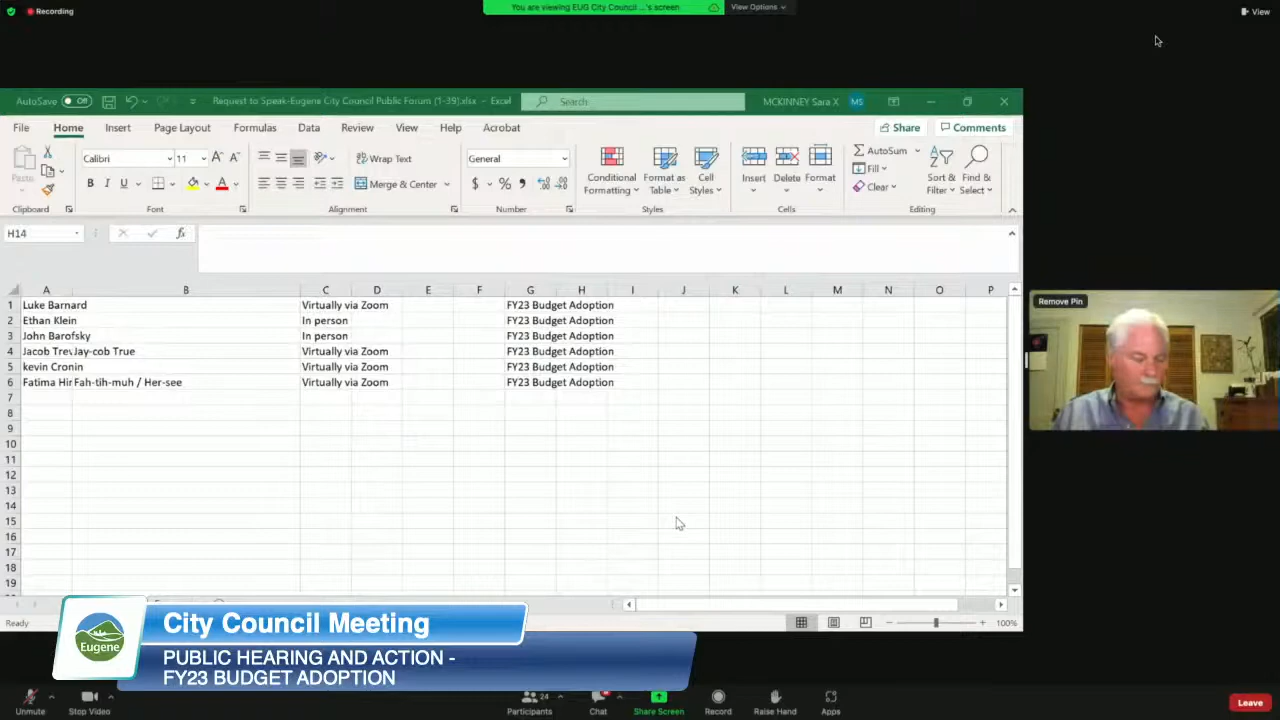 Recording
You are viewing EUG City Council ...'s screen
View Options
View
AutoSave Off
Request to Speak-Eugene City Council Public Forum (1-39).xlsx - Excel
Search
MCKINNEY Sara X MS
File Home Insert Page Layout Formulas Data Review View Help Acrobat
Share Comments
Paste
Calibri 11
B I U A
Wrap Text
Merge & Center
General
$ % 9
Conditional Formatting
Format as Table
Cell Styles
Insert Delete Format
AutoSum
Fill
Clear
Sort & Filter
Find & Select
Clipboard Font Alignment Number Styles Cells Editing
H14 fx
A B C D E F G H I J K L M N O P
1 Luke Barnard Virtually via Zoom FY23 Budget Adoption
2 Ethan Klein In person FY23 Budget Adoption
3 John Barofsky In person FY23 Budget Adoption
4 Jacob Trev Jay-cob True Virtually via Zoom FY23 Budget Adoption
5 kevin Cronin Virtually via Zoom FY23 Budget Adoption
6 Fatima Hir Fah-tih-muh / Her-see Virtually via Zoom FY23 Budget Adoption
7
8
9
10
11
12
13
14
15
16
17
18
19
Remove Pin
Ready
100%
Eugene
City Council Meeting
PUBLIC HEARING AND ACTION -
FY23 BUDGET ADOPTION
Unmute Stop Video Participants 24 Chat Share Screen Record Raise Hand Apps Leave